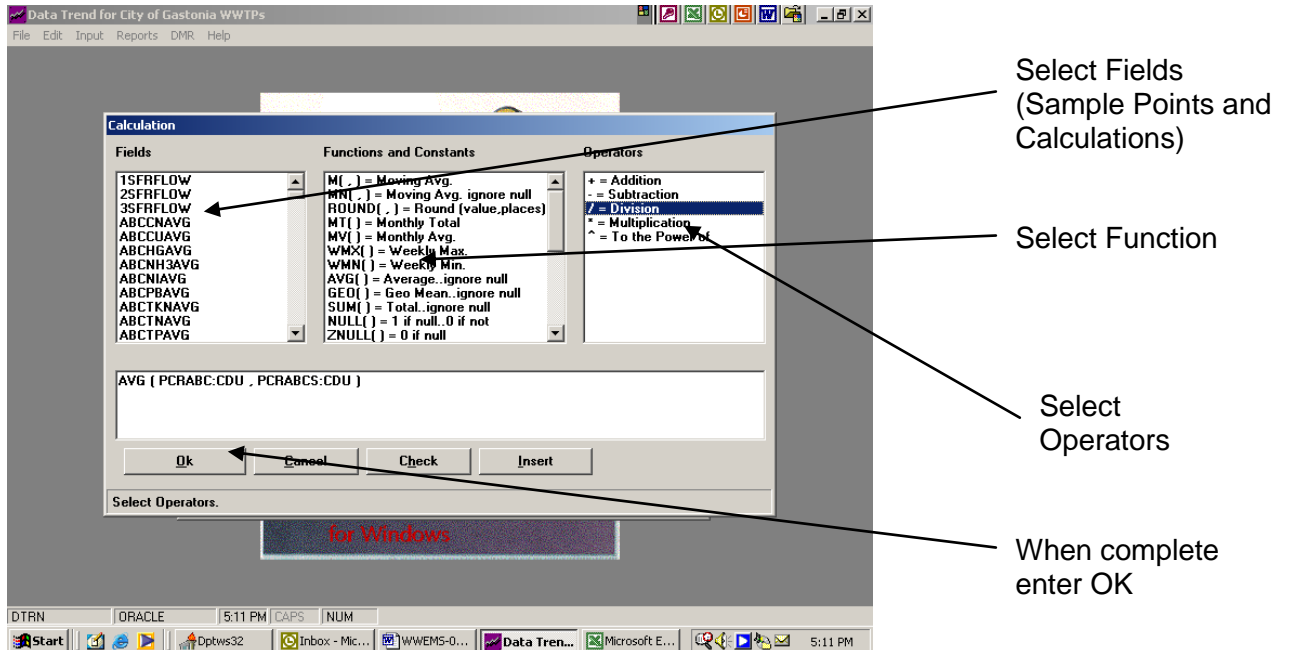 Data Trend for City of Gastonia WWTPs
File Edit Input Reports DMR Help
Calculation
Fields
Functions and Constants
Operators
1SFRFLOW
2SFRFLOW
3SFRFLOW
ABCCNAVG
ABCCUAVG
ABCHGAVG
ABCNH3AVG
ABCNIAVG
ABCPBAVG
ABCTKNAVG
ABCTNAVG
ABCTPAVG
M( , ) = Moving Avg.
MN( , ) = Moving Avg. ignore null
ROUND( , ) = Round (value,places)
MT( ) = Monthly Total
MV( ) = Monthly Avg.
WMX( ) = Weekly Max.
WMN( ) = Weekly Min.
AVG( ) = Average..ignore null
GEO( ) = Geo Mean..ignore null
SUM( ) = Total..ignore null
NULL( ) = 1 if null..0 if not
ZNULL( ) = 0 if null
+ = Addition
- = Subtraction
/ = Division
* = Multiplication
^ = To the Power of
AVG ( PCRABC:CDU , PCRABCS:CDU )
Ok Cancel Check Insert
Select Operators.
for Windows
DTRN ORACLE 5:11 PM CAPS NUM
Start Dptws32 Inbox - Mic... WWEMS-0... Data Tren... Microsoft E... 5:11 PM
Select Fields
(Sample Points and
Calculations)
Select Function
Select
Operators
When complete
enter OK